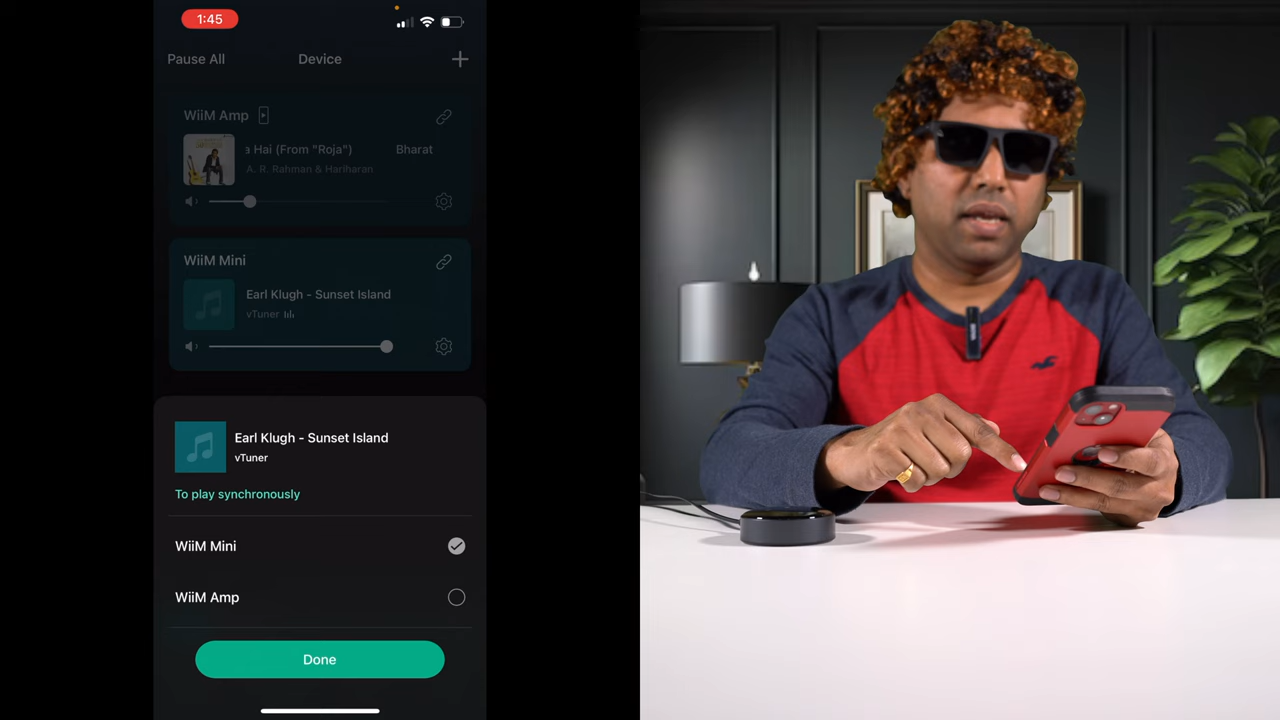 1:45
Pause All
Device
WiiM Amp
a Hai (From "Roja")
Bharat
A. R. Rahman & Hariharan
WiiM Mini
Earl Klugh - Sunset Island
vTuner
Earl Klugh - Sunset Island
vTuner
To play synchronously
WiiM Mini
WiiM Amp
Done